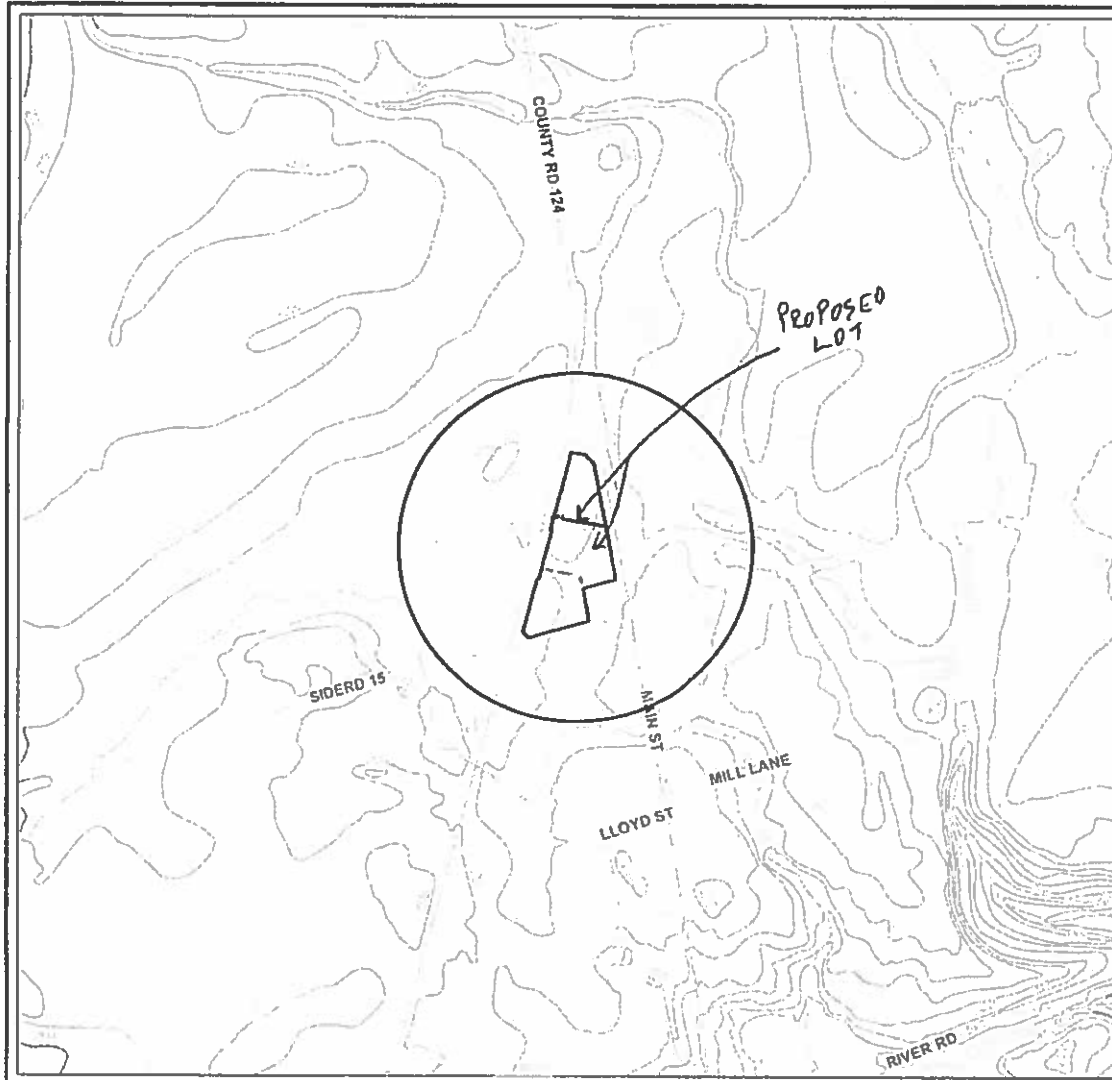 COUNTY RD 124
PROPOSED
LOT
SIDERD 15
MAIN ST
MILL LANE
LLOYD ST
RIVER RD